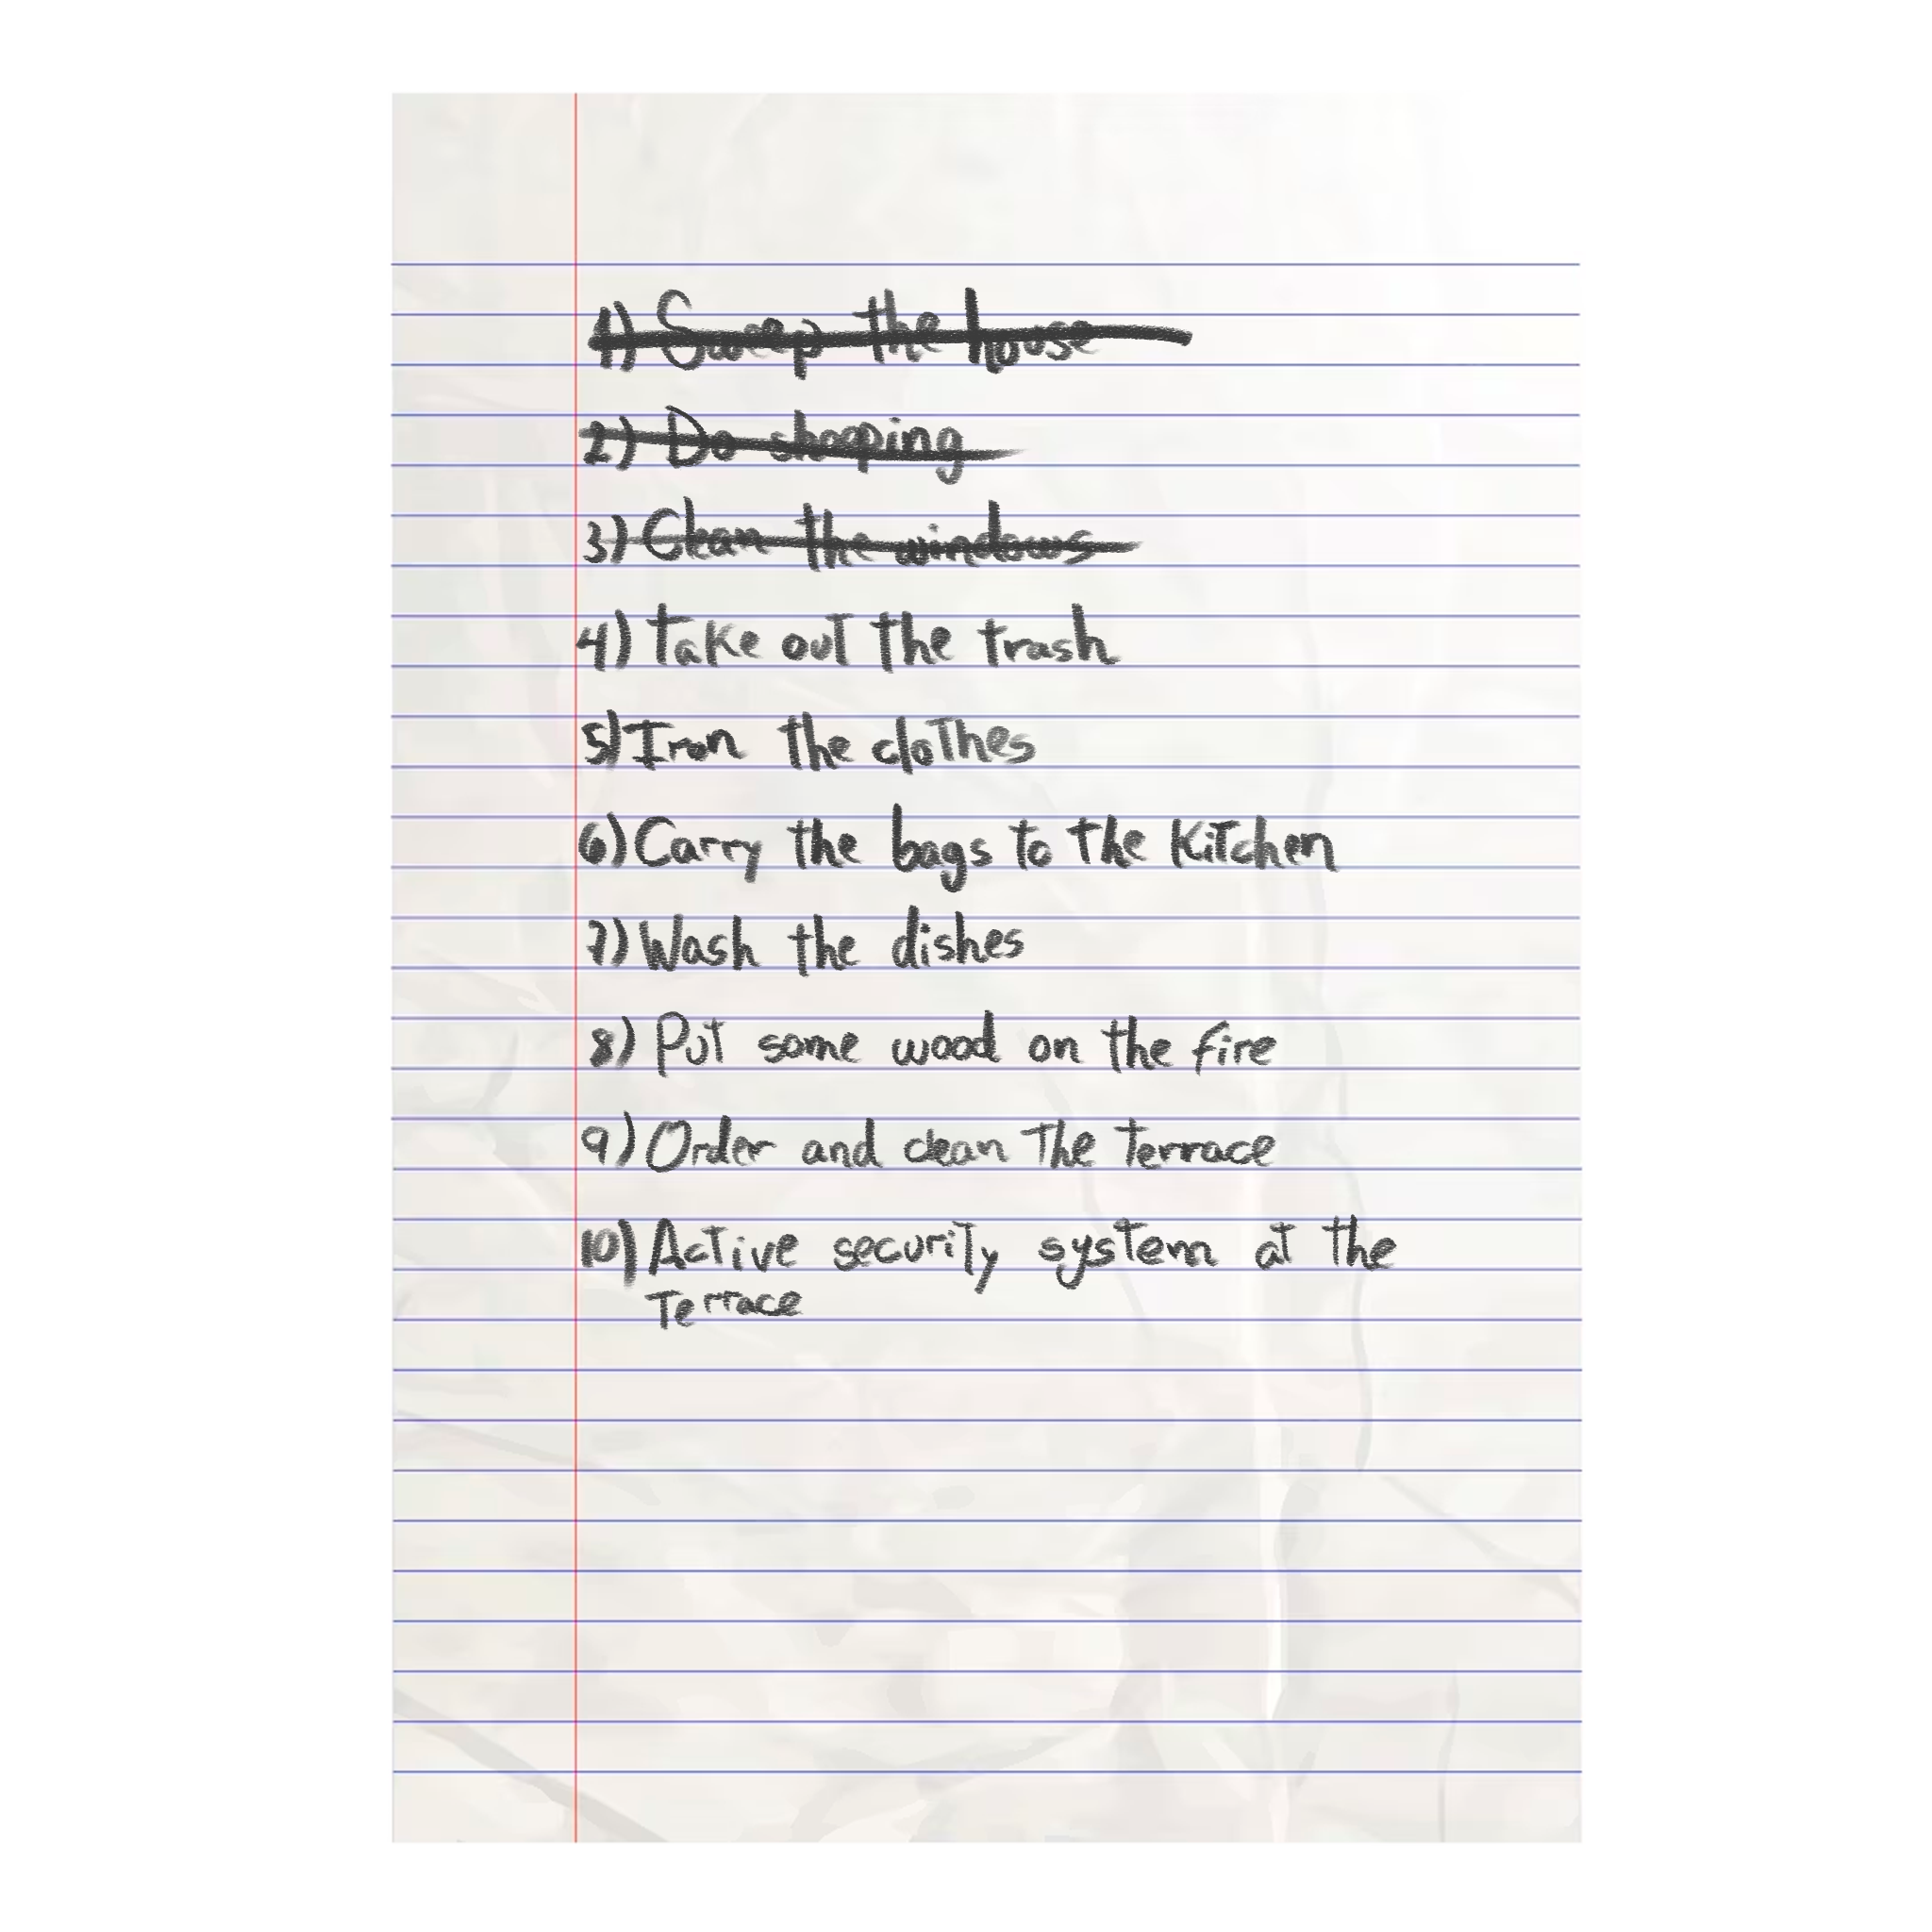 1) Sweep the house
2) Do shopping
3) Clean the windows
4) take out the trash
5) Iron the clothes
6) Carry the bags to the kitchen
7) Wash the dishes
8) Put some wood on the fire
9) Order and clean the terrace
10) Active security system at the
Terrace